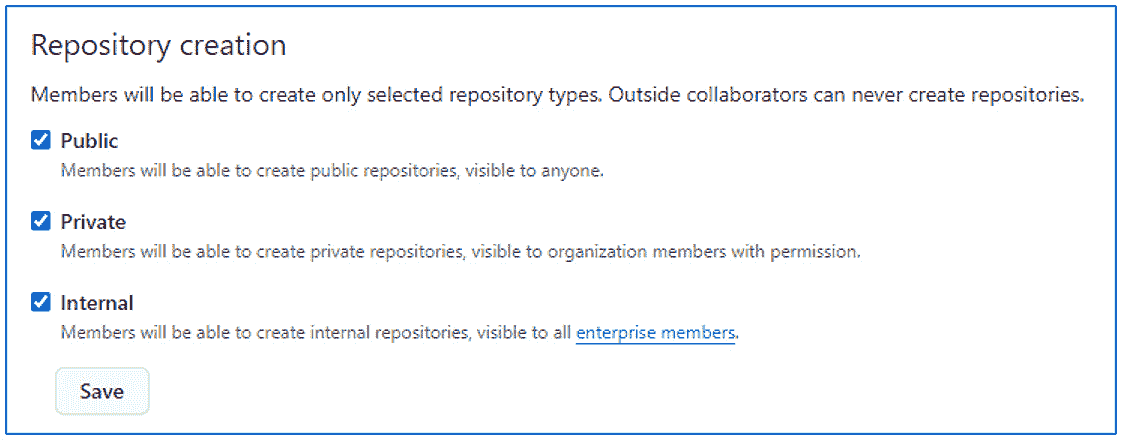 Repository creation
Members will be able to create only selected repository types. Outside collaborators can never create repositories.
Public
Members will be able to create public repositories, visible to anyone.
Private
Members will be able to create private repositories, visible to organization members with permission.
Internal
Members will be able to create internal repositories, visible to all enterprise members.
Save